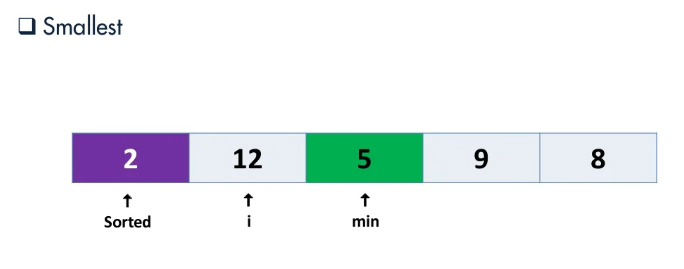 ❑ Smallest
2 12 5 9 8
↑ ↑ ↑
Sorted i min